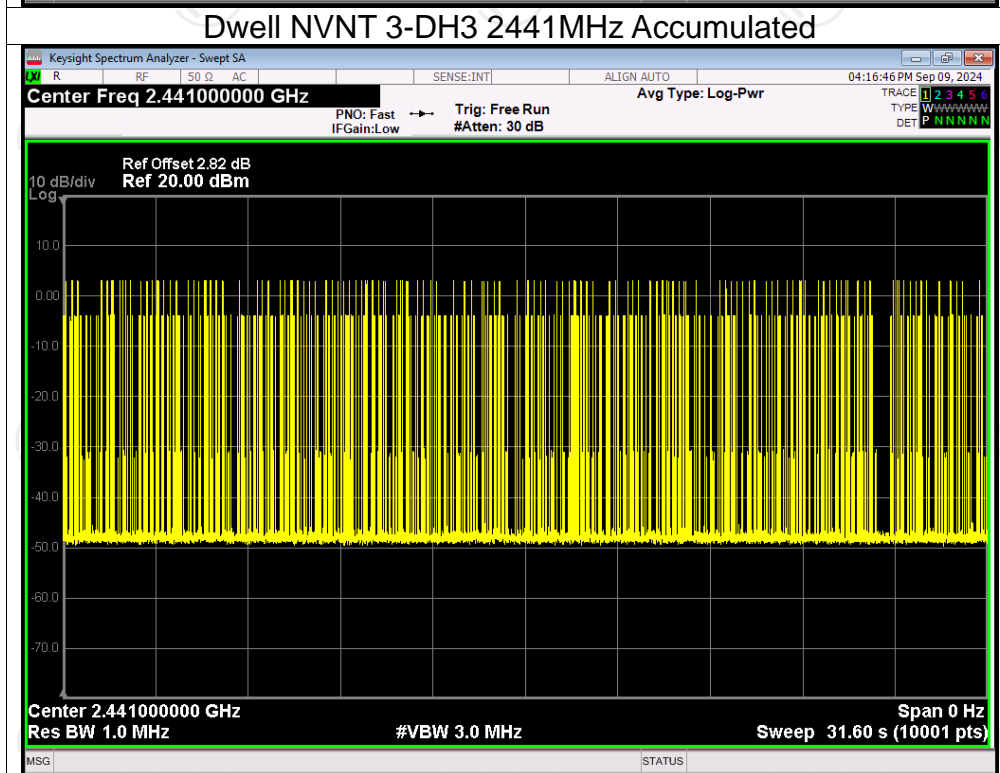 Dwell NVNT 3-DH3 2441MHz Accumulated
Keysight Spectrum Analyzer - Swept SA
LXI R RF 50 Ω AC SENSE:INT ALIGN AUTO 04:16:46 PM Sep 09, 2024
Center Freq 2.441000000 GHz
PNO: Fast
IFGain:Low
Trig: Free Run
#Atten: 30 dB
Avg Type: Log-Pwr
TRACE 1 2 3 4 5 6
TYPE WWWWWW
DET P N N N N N
10 dB/div
Log
Ref Offset 2.82 dB
Ref 20.00 dBm
10.0
0.00
-10.0
-20.0
-30.0
-40.0
-50.0
-60.0
-70.0
Center 2.441000000 GHz Span 0 Hz
Res BW 1.0 MHz #VBW 3.0 MHz Sweep 31.60 s (10001 pts)
MSG STATUS